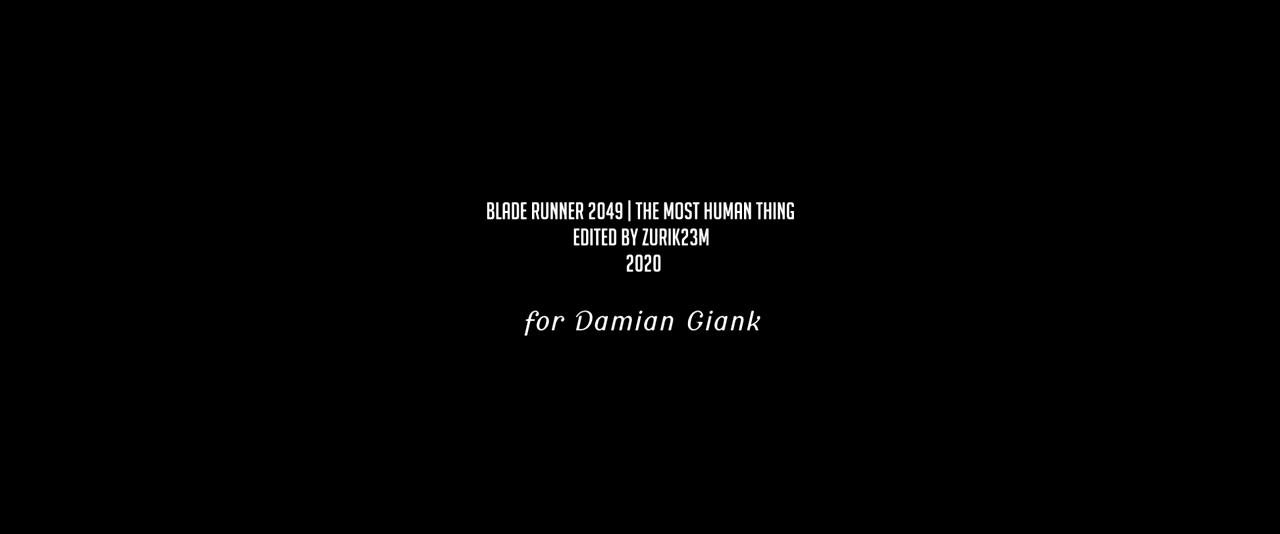 BLADE RUNNER 2049 | THE MOST HUMAN THING
EDITED BY ZURIK23M
2020
for Damian Giank